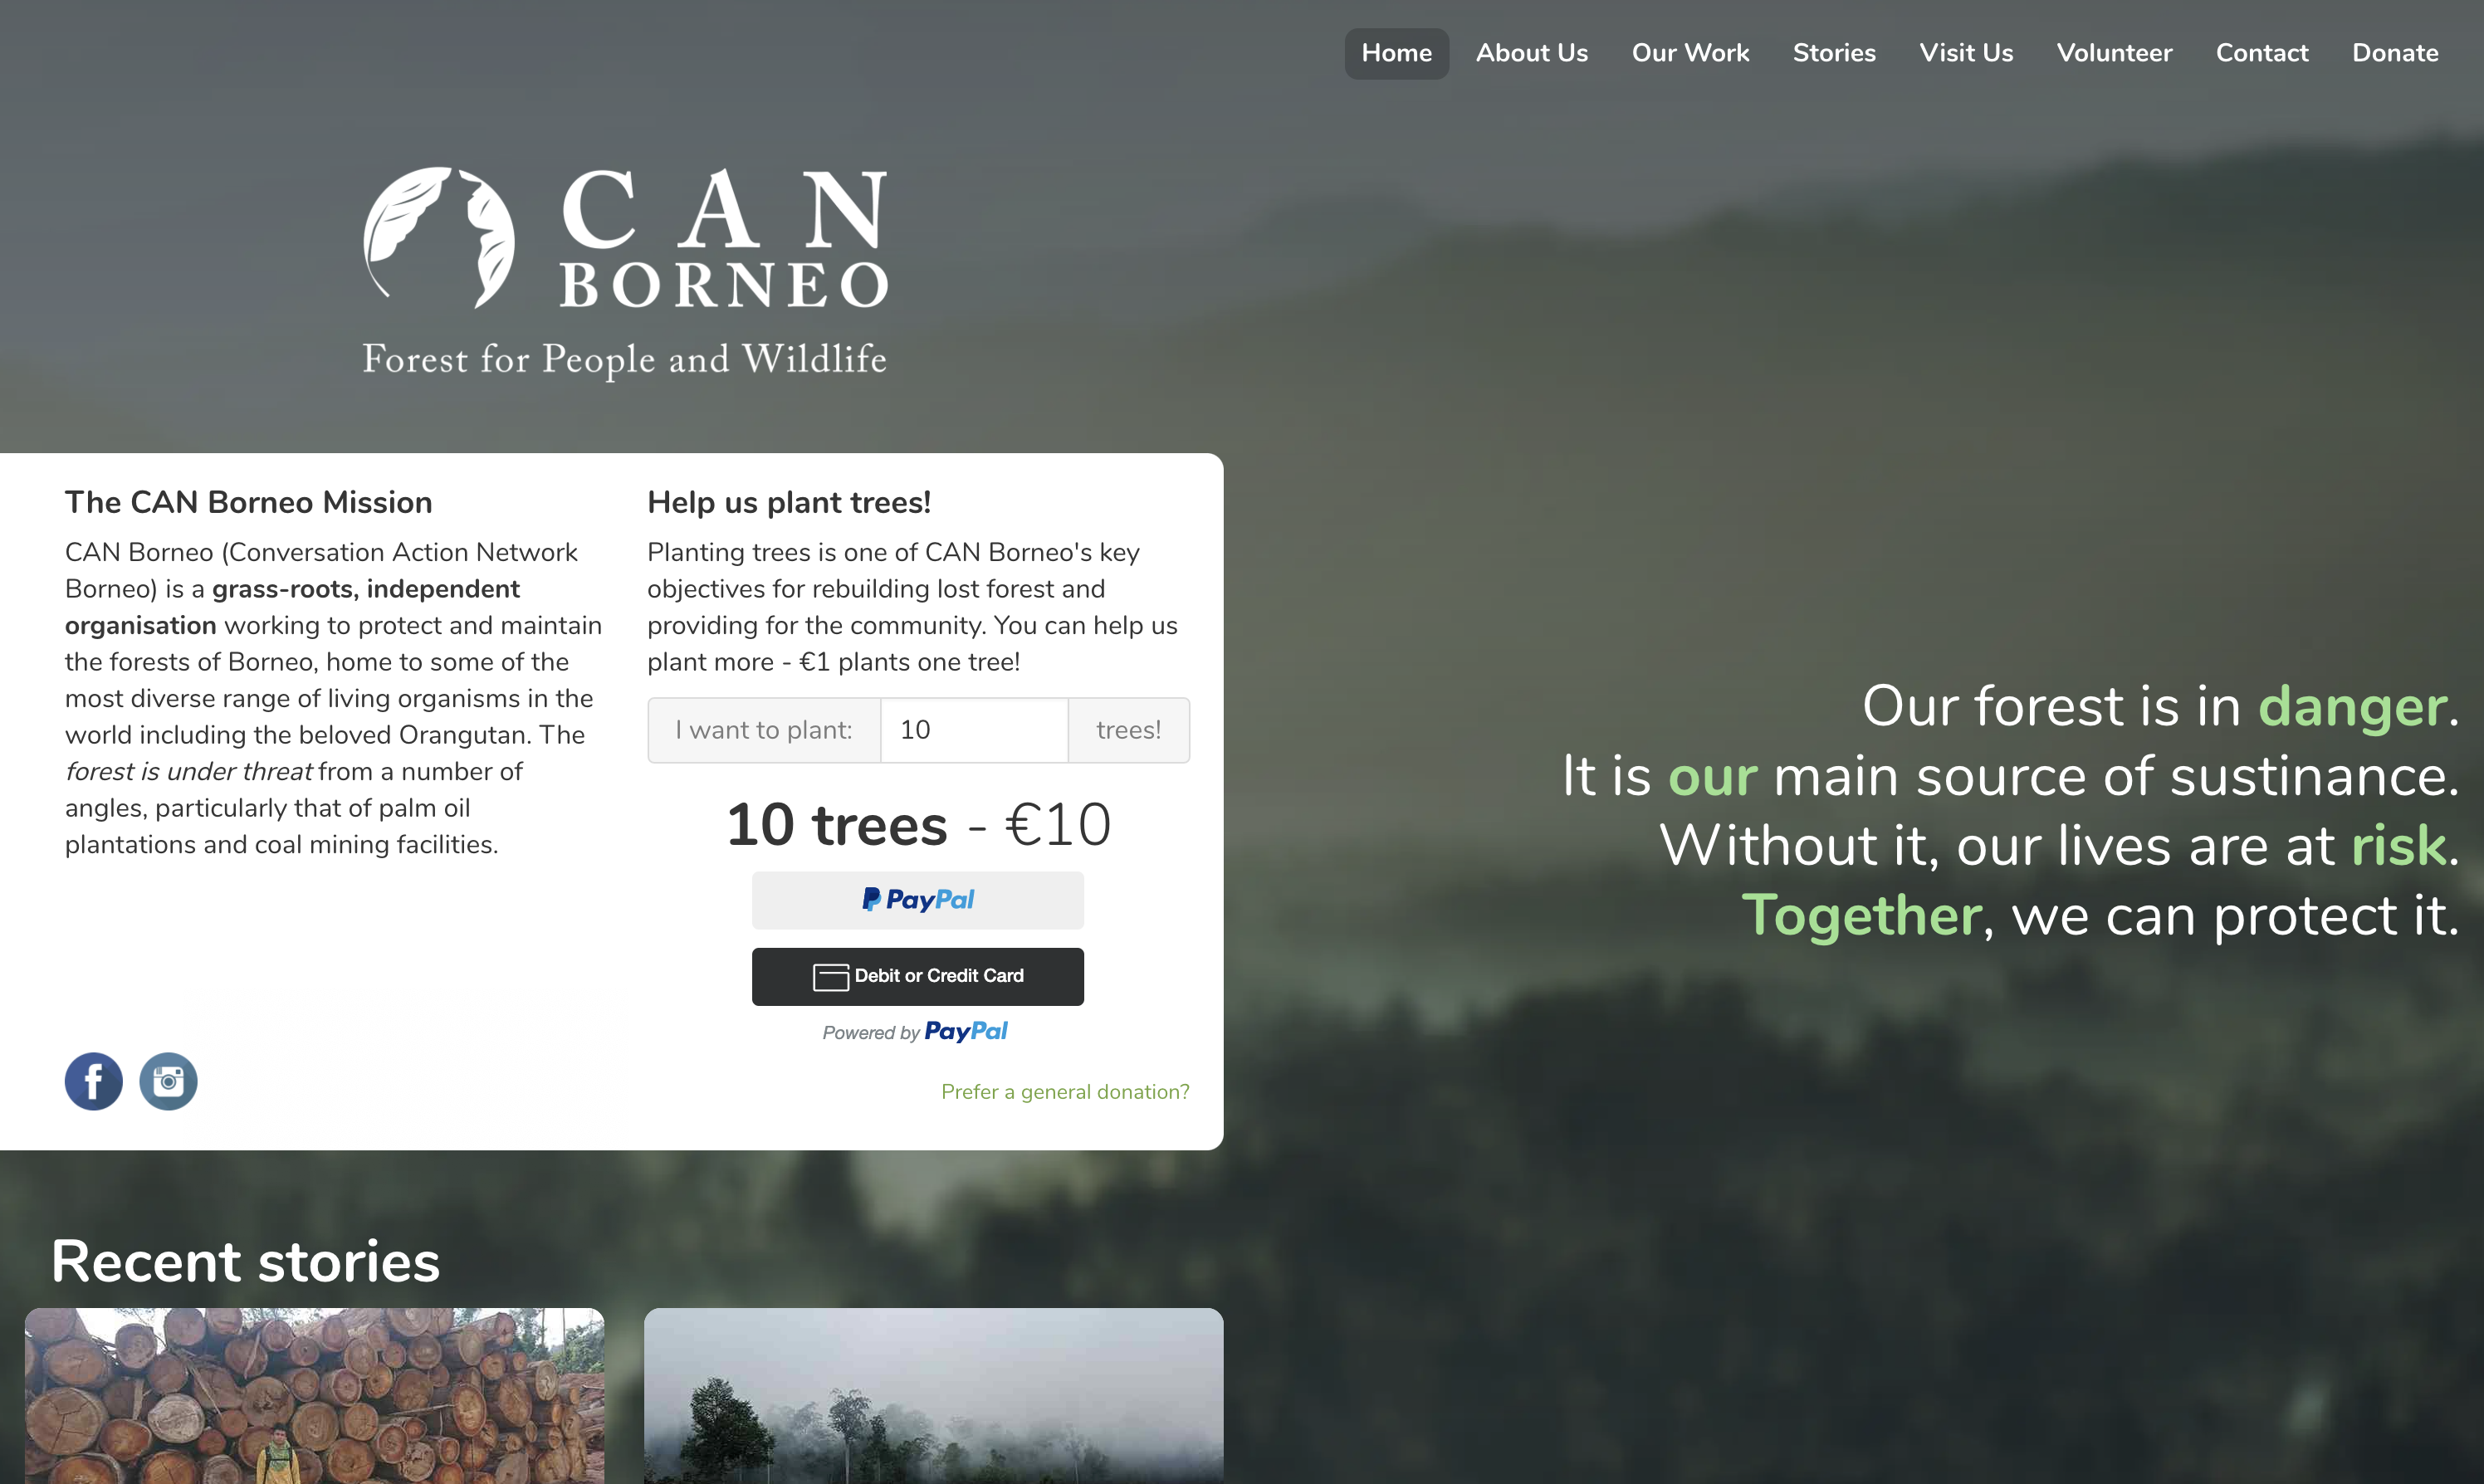 Home About Us Our Work Stories Visit Us Volunteer Contact Donate
CAN
BORNEO
Forest for People and Wildlife
The CAN Borneo Mission
CAN Borneo (Conversation Action Network
Borneo) is a grass-roots, independent
organisation working to protect and maintain
the forests of Borneo, home to some of the
most diverse range of living organisms in the
world including the beloved Orangutan. The
forest is under threat from a number of
angles, particularly that of palm oil
plantations and coal mining facilities.
Help us plant trees!
Planting trees is one of CAN Borneo's key
objectives for rebuilding lost forest and
providing for the community. You can help us
plant more - €1 plants one tree!
I want to plant: 10 trees!
10 trees - €10
PayPal
Debit or Credit Card
Powered by PayPal
Prefer a general donation?
Our forest is in danger.
It is our main source of sustinance.
Without it, our lives are at risk.
Together, we can protect it.
Recent stories